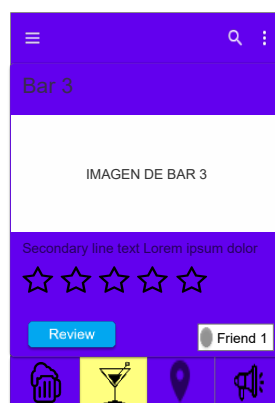 Bar 3
IMAGEN DE BAR 3
Secondary line text Lorem ipsum dolor
Review
Friend 1